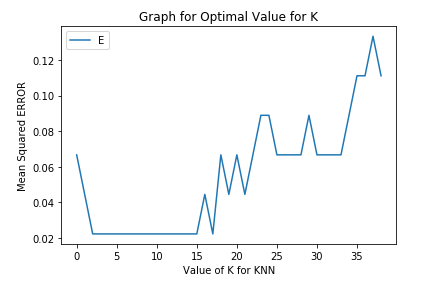 Graph for Optimal Value for K
E
Mean Squared ERROR
0.12
0.10
0.08
0.06
0.04
0.02
0 5 10 15 20 25 30 35
Value of K for KNN